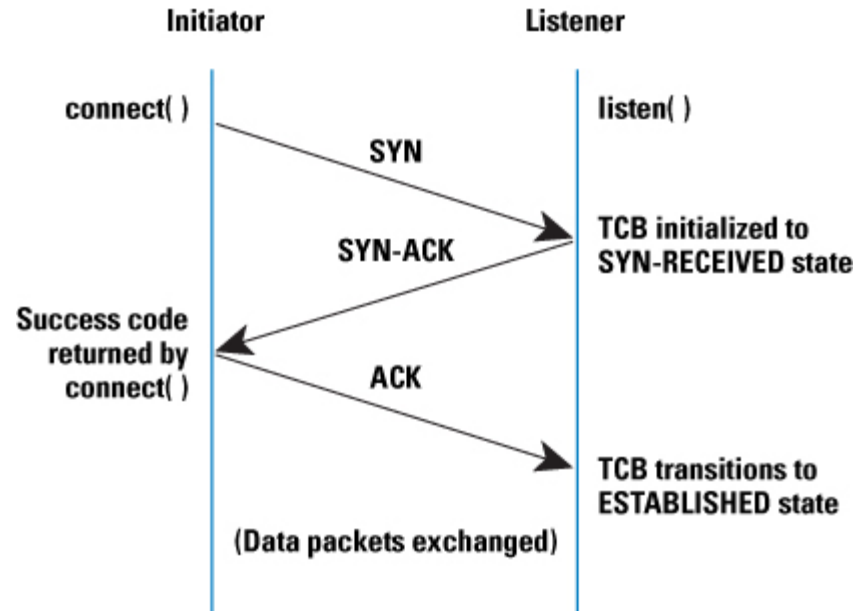 Initiator
Listener
connect( )
listen( )
SYN
TCB initialized to
SYN-RECEIVED state
SYN-ACK
Success code
returned by
connect( )
ACK
TCB transitions to
ESTABLISHED state
(Data packets exchanged)